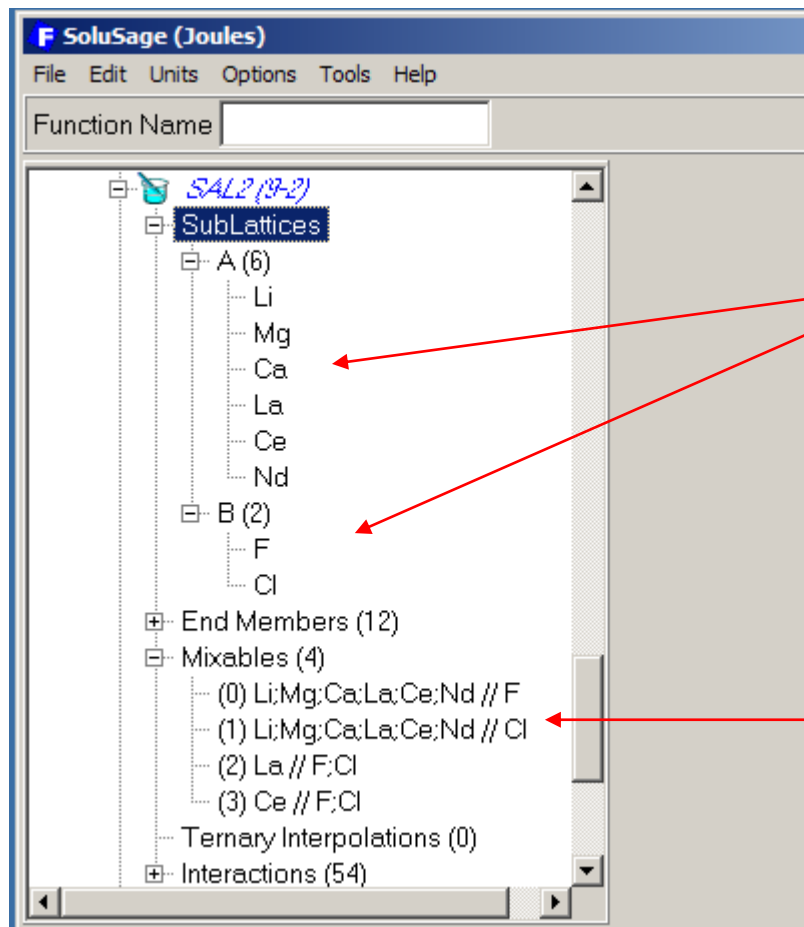 F SoluSage (Joules)
File Edit Units Options Tools Help
Function Name
SAL2 (9-2)
SubLattices
A (6)
Li
Mg
Ca
La
Ce
Nd
B (2)
F
Cl
End Members (12)
Mixables (4)
(0) Li;Mg;Ca;La;Ce;Nd // F
(1) Li;Mg;Ca;La;Ce;Nd // Cl
(2) La // F;Cl
(3) Ce // F;Cl
Ternary Interpolations (0)
Interactions (54)